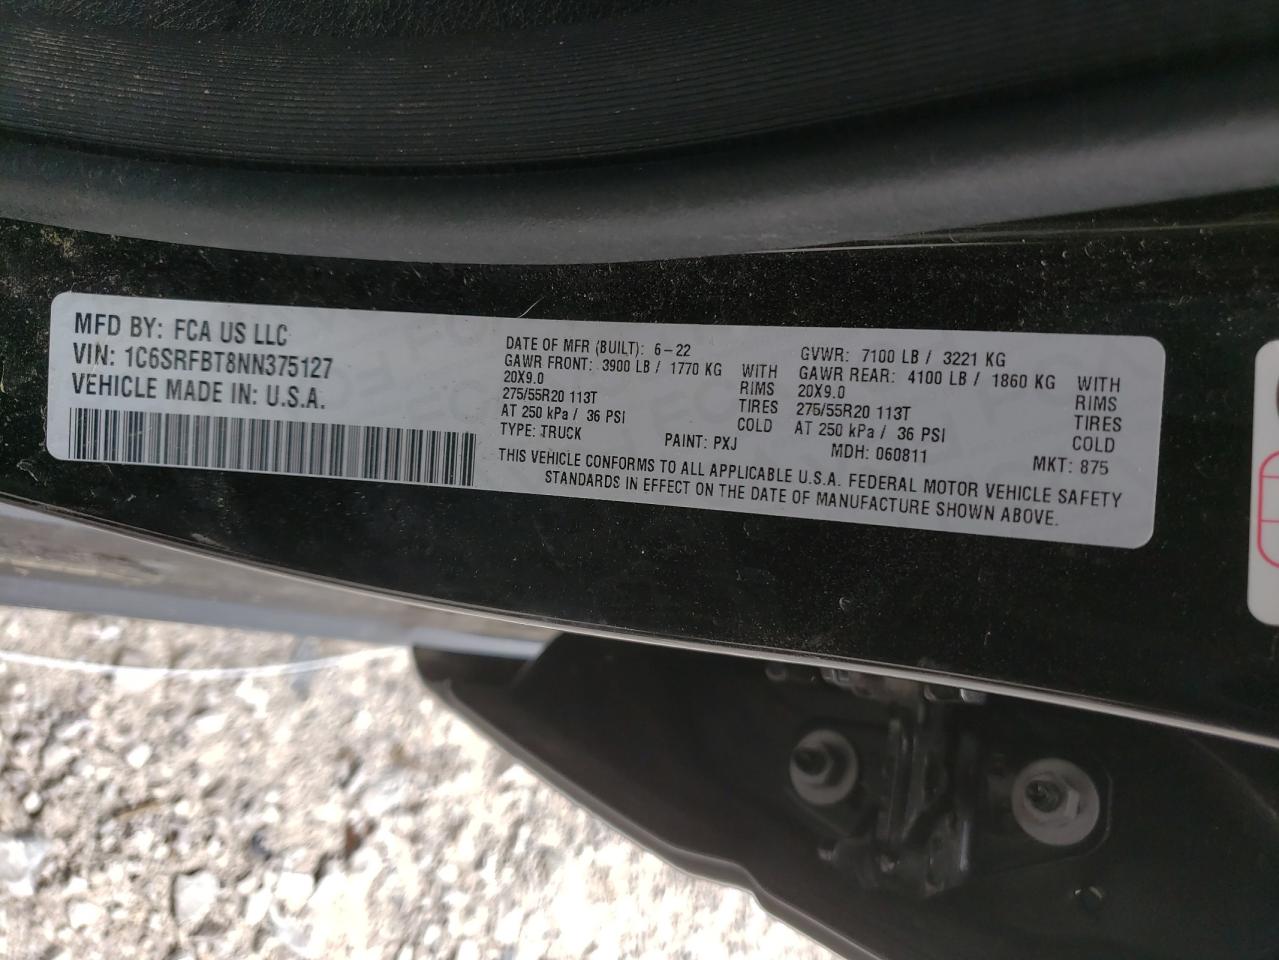 MFD BY: FCA US LLC
VIN: 1C6SRFBT8NN375127
VEHICLE MADE IN: U.S.A.
DATE OF MFR (BUILT): 6-22
GAWR FRONT: 3900 LB / 1770 KG WITH
20X9.0 RIMS
275/55R20 113T TIRES
AT 250 kPa / 36 PSI COLD
TYPE: TRUCK PAINT: PXJ
GVWR: 7100 LB / 3221 KG
GAWR REAR: 4100 LB / 1860 KG WITH
20X9.0 RIMS
275/55R20 113T TIRES
AT 250 kPa / 36 PSI COLD
MDH: 060811 MKT: 875
THIS VEHICLE CONFORMS TO ALL APPLICABLE U.S.A. FEDERAL MOTOR VEHICLE SAFETY
STANDARDS IN EFFECT ON THE DATE OF MANUFACTURE SHOWN ABOVE.